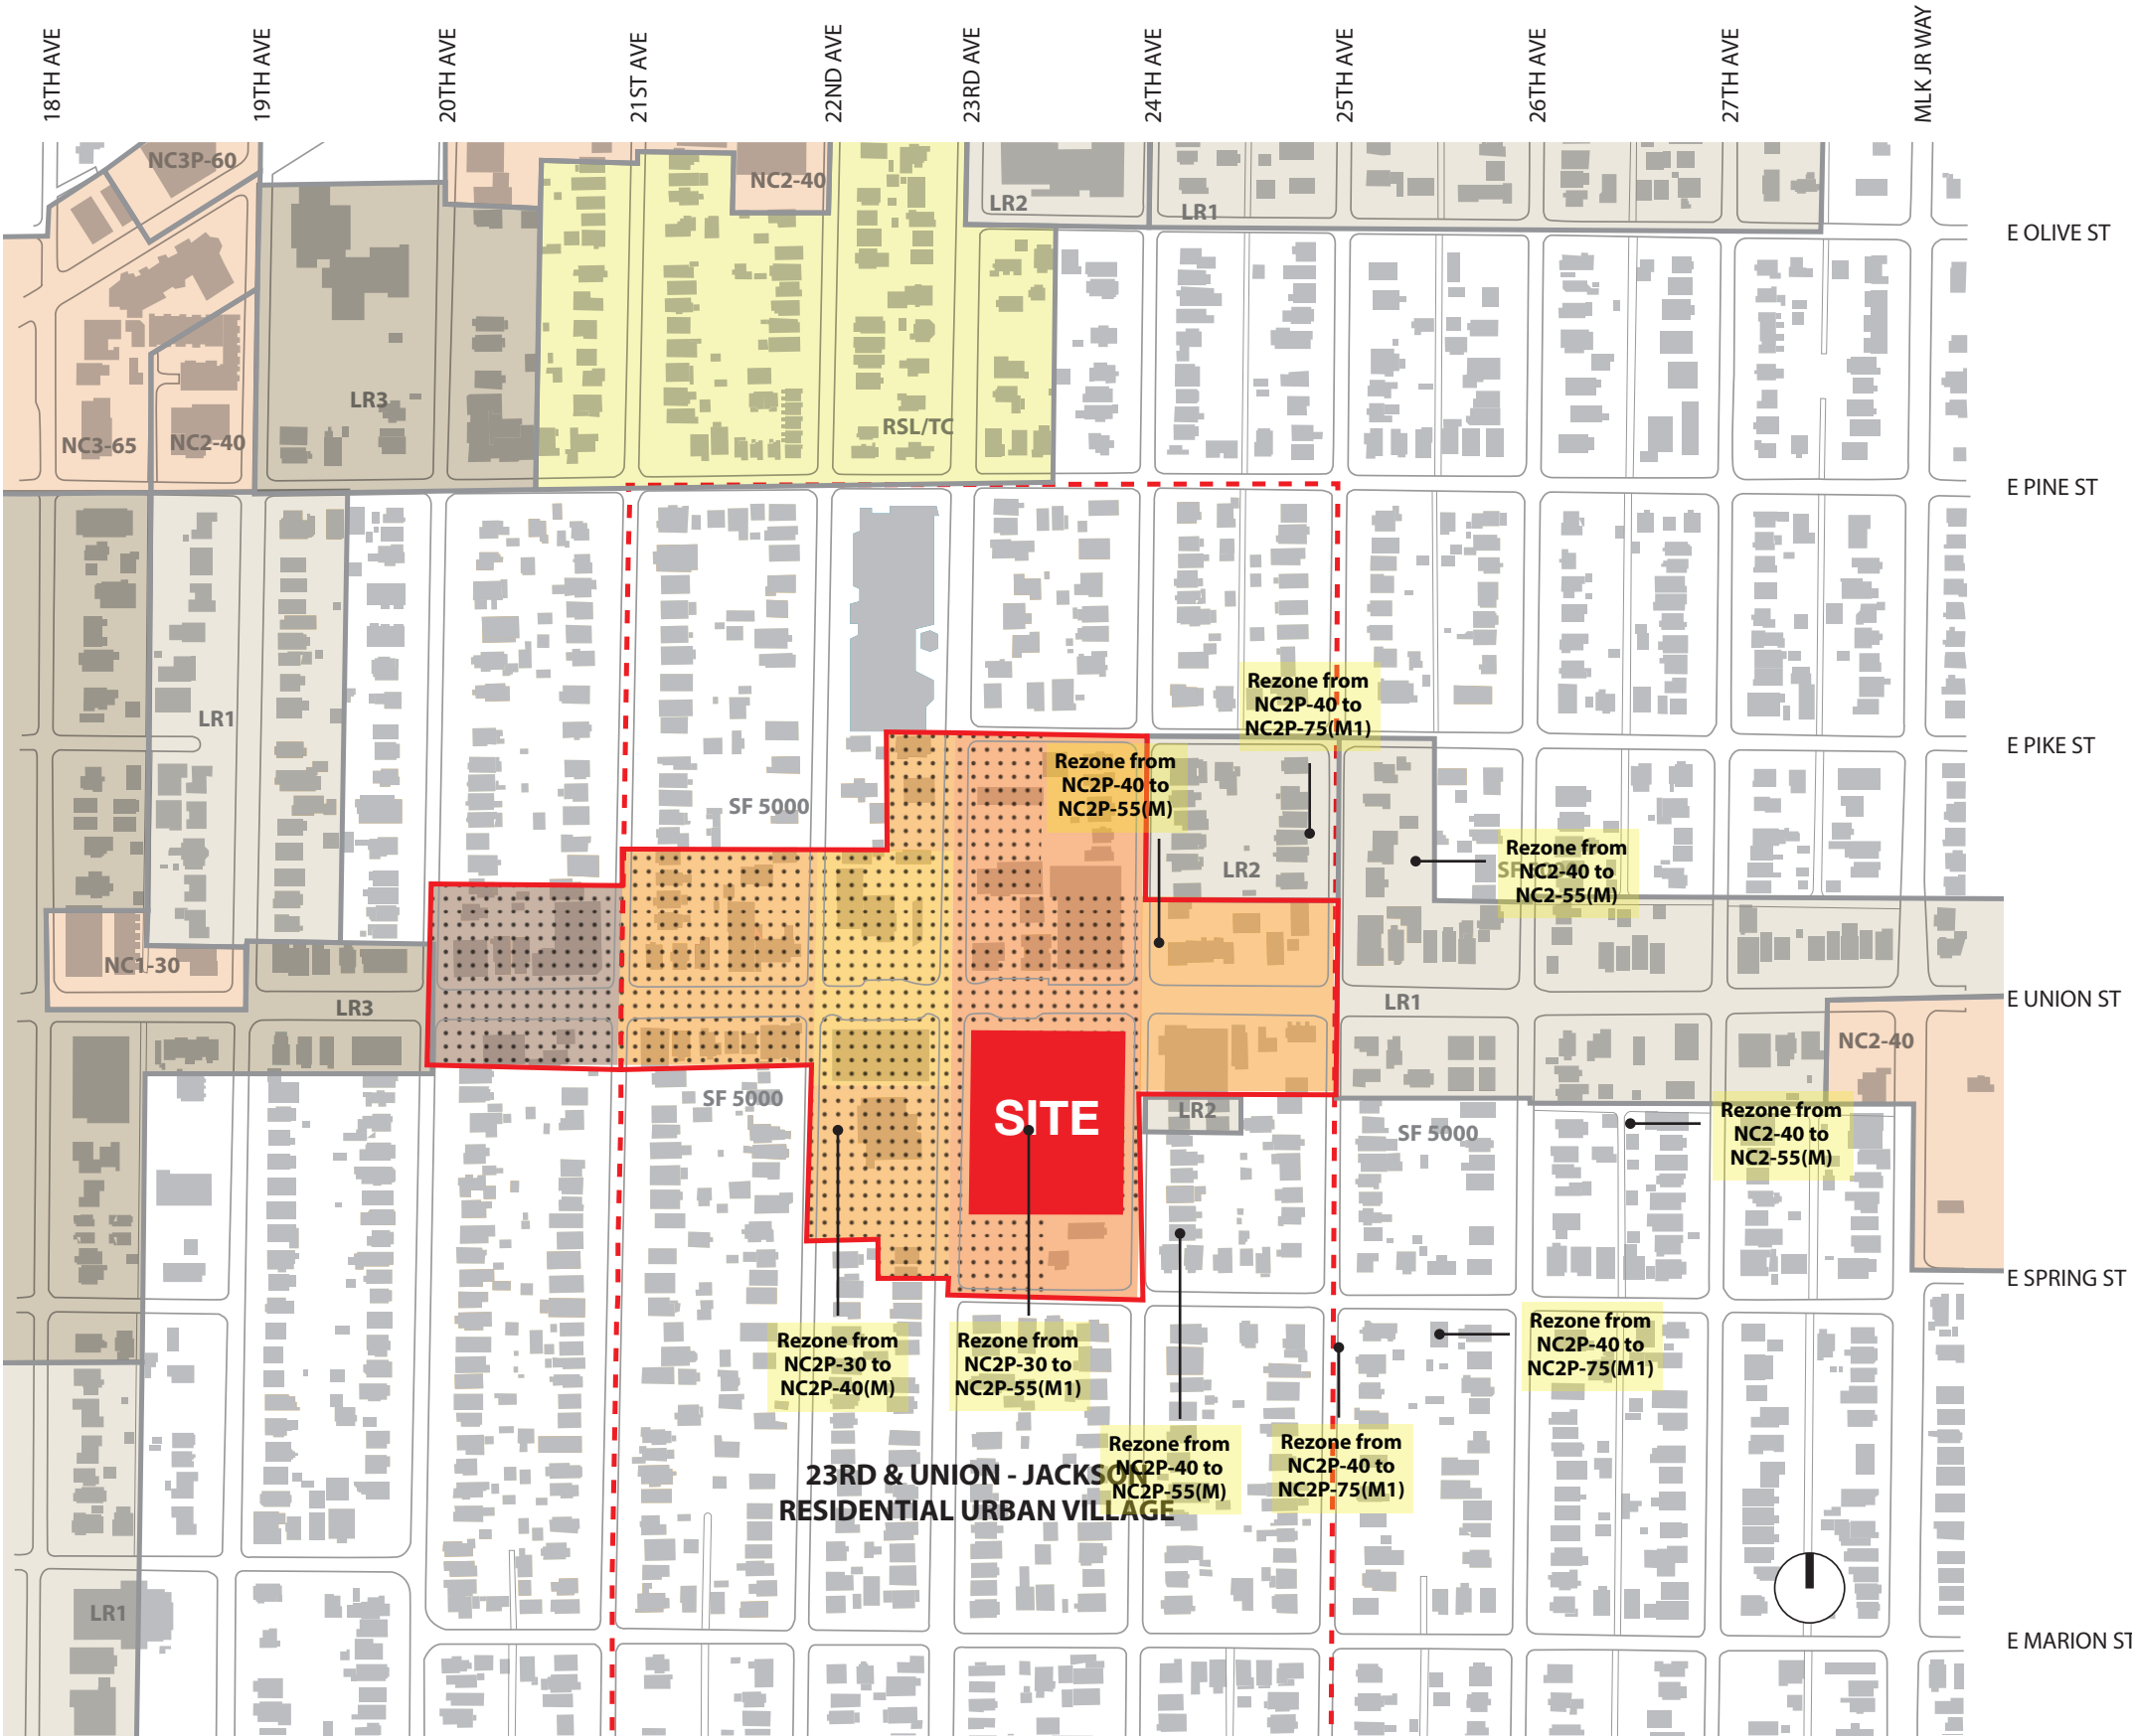 18TH AVE
19TH AVE
20TH AVE
21ST AVE
22ND AVE
23RD AVE
24TH AVE
25TH AVE
26TH AVE
27TH AVE
MLK JR WAY
NC3P-60
NC2-40
LR2
LR1
E OLIVE ST
LR3
RSL/TC
NC3-65
NC2-40
E PINE ST
Rezone from
NC2P-40 to
NC2P-75(M1)
LR1
E PIKE ST
Rezone from
NC2P-40 to
NC2P-55(M)
SF 5000
LR2
Rezone from
NC2-40 to
NC2-55(M)
SF
NC1-30
LR3
LR1
E UNION ST
NC2-40
SF 5000
SITE
LR2
SF 5000
Rezone from
NC2-40 to
NC2-55(M)
E SPRING ST
Rezone from
NC2P-30 to
NC2P-40(M)
Rezone from
NC2P-30 to
NC2P-55(M1)
Rezone from
NC2P-40 to
NC2P-75(M1)
Rezone from
NC2P-40 to
NC2P-55(M)
Rezone from
NC2P-40 to
NC2P-75(M1)
23RD & UNION - JACKSON
RESIDENTIAL URBAN VILLAGE
LR1
E MARION ST